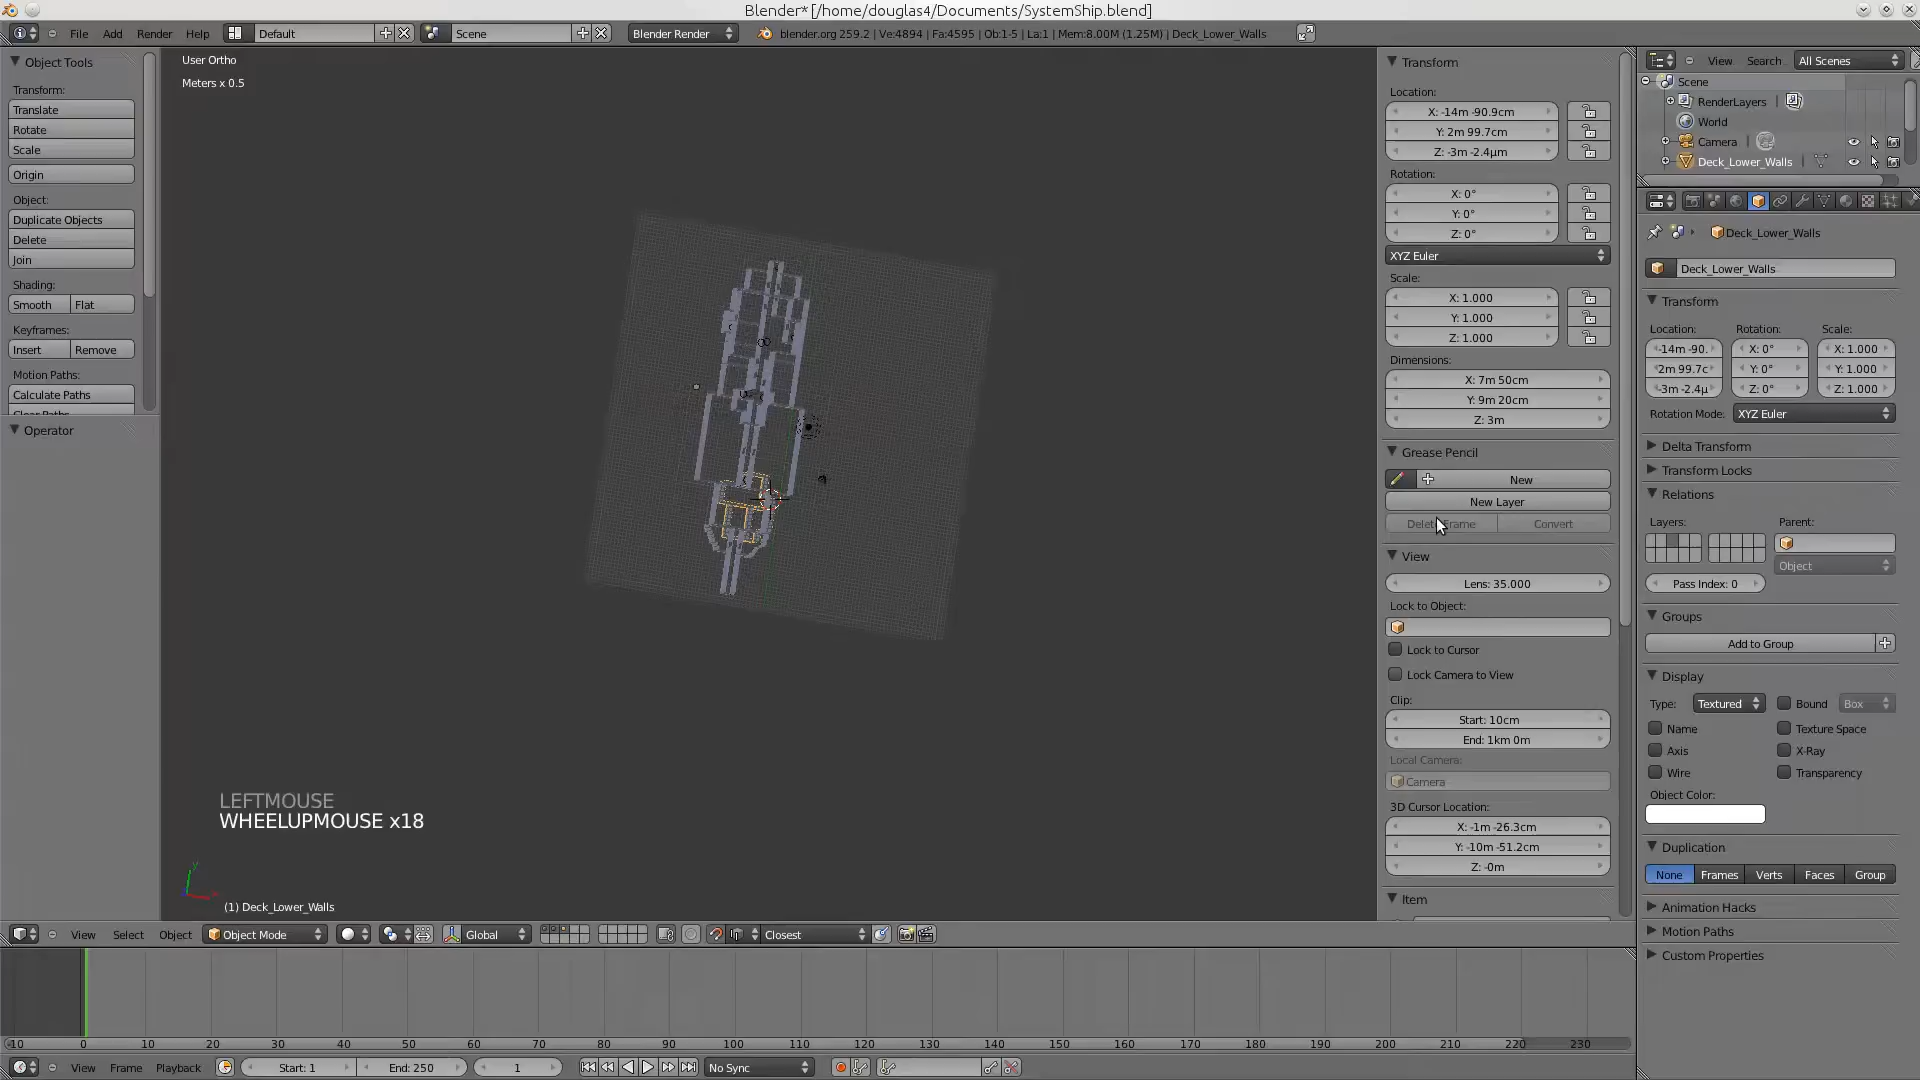 Blender* [/home/douglas4/Documents/SystemShip.blend]
File Add Render Help Default Scene Blender Render blender.org 259.2 | Ve:4894 | Fa:4595 | Ob:1-5 | La:1 | Mem:8.00M (1.25M) | Deck_Lower_Walls
Object Tools
Transform:
Translate
Rotate
Scale
Origin
Object:
Duplicate Objects
Delete
Join
Shading:
Smooth Flat
Keyframes:
Insert Remove
Motion Paths:
Calculate Paths
Operator
User Ortho
Meters x 0.5
LEFTMOUSE
WHEELUPMOUSE x18
y
(1) Deck_Lower_Walls
Transform
Location:
X: -14m -90.9cm
Y: 2m 99.7cm
Z: -3m -2.4µm
Rotation:
X: 0°
Y: 0°
Z: 0°
XYZ Euler
Scale:
X: 1.000
Y: 1.000
Z: 1.000
Dimensions:
X: 7m 50cm
Y: 9m 20cm
Z: 3m
Grease Pencil
New
New Layer
Delete Frame Convert
View
Lens: 35.000
Lock to Object:
Lock to Cursor
Lock Camera to View
Clip:
Start: 10cm
End: 1km 0m
Local Camera:
Camera
3D Cursor Location:
X: -1m -26.3cm
Y: -10m -51.2cm
Z: -0m
Item
View Search All Scenes
Scene
RenderLayers
World
Camera
Deck_Lower_Walls
Deck_Lower_Walls
Deck_Lower_Walls
Transform
Location: Rotation: Scale:
-14m -90. X: 0° X: 1.000
2m 99.7c Y: 0° Y: 1.000
-3m -2.4µ Z: 0° Z: 1.000
Rotation Mode: XYZ Euler
Delta Transform
Transform Locks
Relations
Layers: Parent:
Object
Pass Index: 0
Groups
Add to Group
Display
Type: Textured Bound Box
Name Texture Space
Axis X-Ray
Wire Transparency
Object Color:
Duplication
None Frames Verts Faces Group
Animation Hacks
Motion Paths
Custom Properties
View Select Object Object Mode Global Closest
-10 0 10 20 30 40 50 60 70 80 90 100 110 120 130 140 150 160 170 180 190 200 210 220 230
View Frame Playback Start: 1 End: 250 1 No Sync